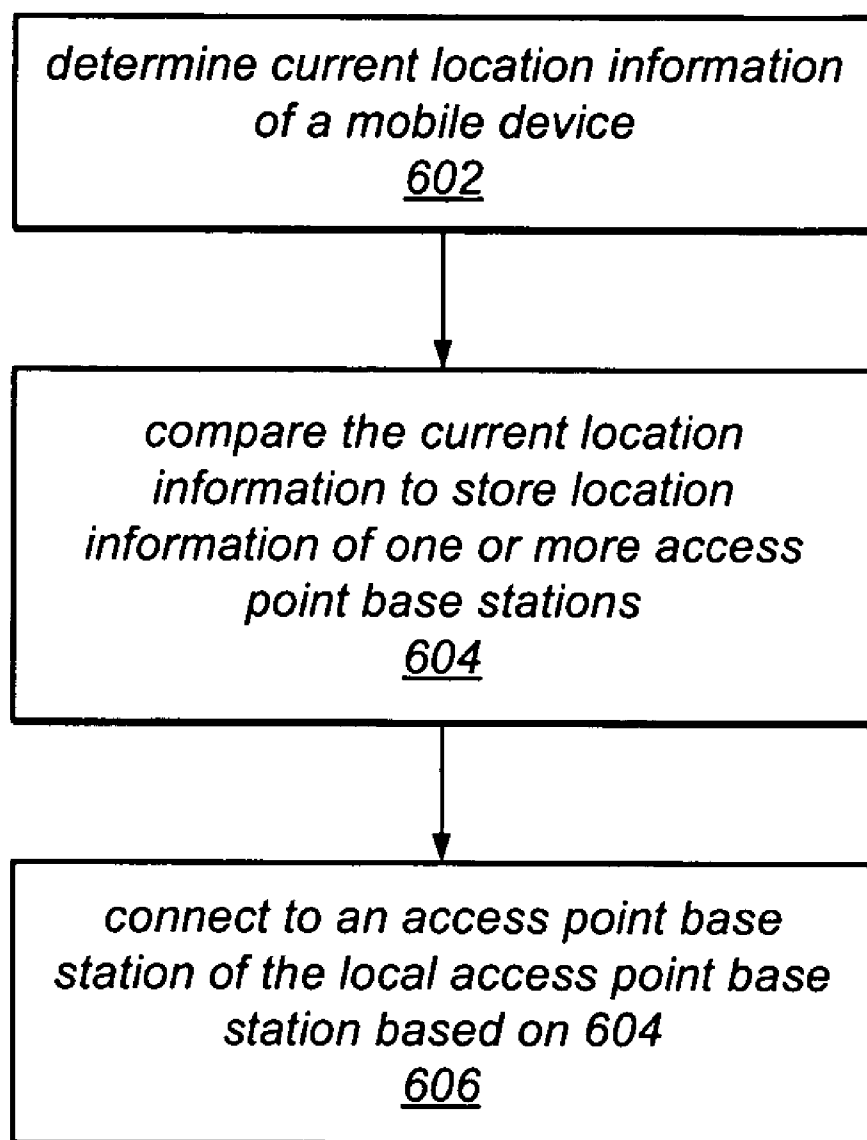 determine current location information
of a mobile device
602
compare the current location
information to store location
information of one or more access
point base stations
604
connect to an access point base
station of the local access point base
station based on 604
606